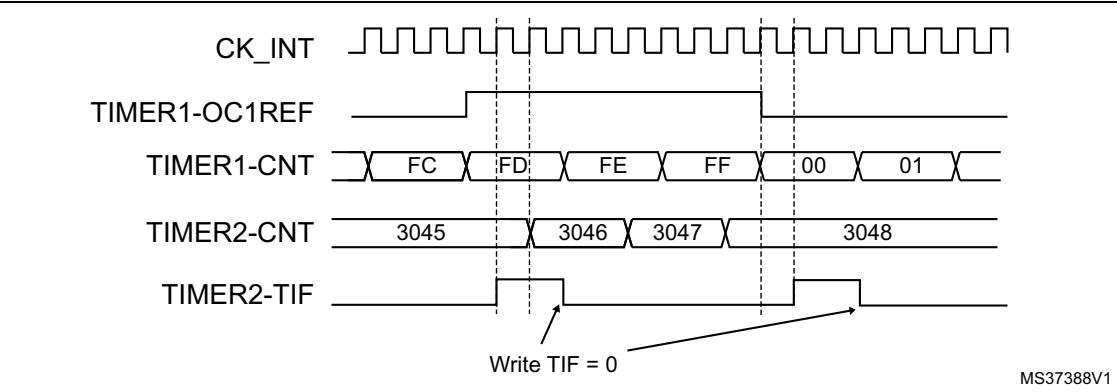 CK_INT
TIMER1-OC1REF
TIMER1-CNT FC FD FE FF 00 01
TIMER2-CNT 3045 3046 3047 3048
TIMER2-TIF
Write TIF = 0
MS37388V1